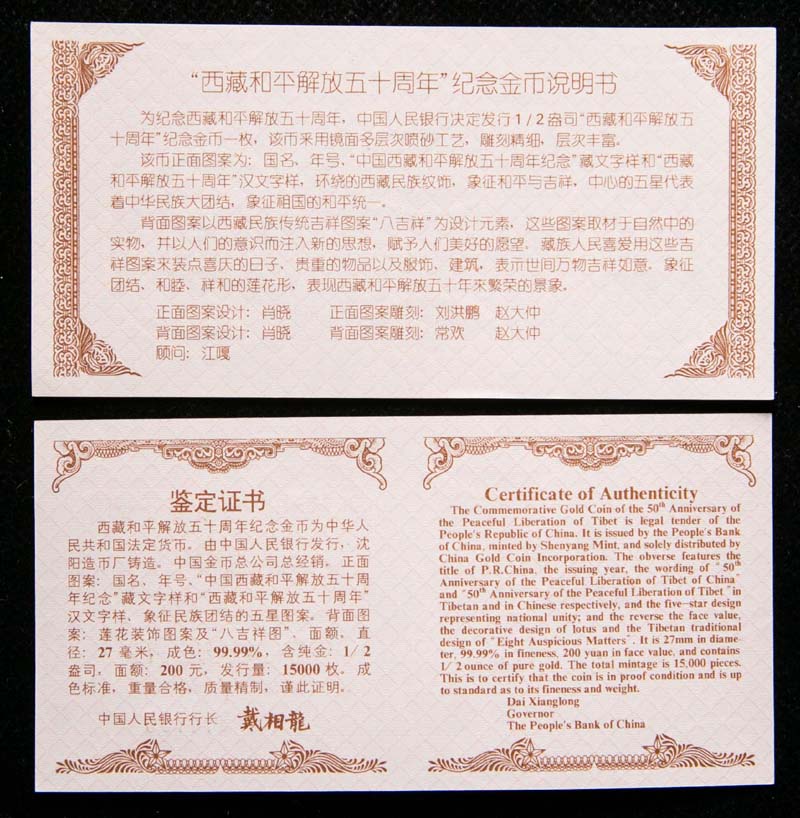 “西藏和平解放五十周年”纪念金币说明书
为纪念西藏和平解放五十周年，中国人民银行决定发行1/2盎司“西藏和平解放五
十周年”纪念金币一枚，该币采用镜面多层次喷砂工艺，雕刻精细，层次丰富。
该币正面图案为：国名、年号、“中国西藏和平解放五十周年纪念”藏文字样和“西藏
和平解放五十周年”汉文字样，环绕的西藏民族纹饰，象征和平与吉祥，中心的五星代表
着中华民族大团结，象征祖国的和平统一。
背面图案以西藏民族传统吉祥图案“八吉祥”为设计元素，这些图案取材于自然中的
实物，并以人们的意识而注入新的思想，赋予人们美好的愿望。藏族人民喜爱用这些吉
祥图案来装点喜庆的日子、贵重的物品以及服饰、建筑，表示世间万物吉祥如意。象征
团结、和睦、祥和的莲花形，表现西藏和平解放五十年来繁荣的景象。
正面图案设计：肖晓 正面图案雕刻：刘洪鹏 赵大仲
背面图案设计：肖晓 背面图案雕刻：常欢 赵大仲
顾问：江嘎
鉴定证书
西藏和平解放五十周年纪念金币为中华人
民共和国法定货币。由中国人民银行发行，沈
阳造币厂铸造。中国金币总公司总经销。正面
图案：国名、年号、“中国西藏和平解放五十周
年纪念”藏文字样和“西藏和平解放五十周年”
汉文字样、象征民族团结的五星图案。背面图
案：莲花装饰图案及“八吉祥图”、面额。直
径：27毫米，成色：99.99%，含纯金：1/2
盎司，面额：200元，发行量：15000枚。成
色标准，重量合格，质量精制，谨此证明。
中国人民银行行长 戴相龍
Certificate of Authenticity
The Commemorative Gold Coin of the 50th Anniversary of
the Peaceful Liberation of Tibet is legal tender of the
People's Republic of China. It is issued by the People's Bank
of China, minted by Shenyang Mint, and solely distributed by
China Gold Coin Incorporation. The obverse features the
title of P.R.China, the issuing year, the wording of "50th
Anniversary of the Peaceful Liberation of Tibet of China"
and "50th Anniversary of the Peaceful Liberation of Tibet "in
Tibetan and in Chinese respectively, and the five-star design
representing national unity; and the reverse the face value,
the decorative design of lotus and the Tibetan traditional
design of "Eight Auspicious Matters". It is 27mm in diame-
ter, 99.99% in fineness, 200 yuan in face value, and contains
1/2 ounce of pure gold. The total mintage is 15,000 pieces.
This is to certify that the coin is in proof condition and is up
to standard as to its fineness and weight.
Dai Xianglong
Governor
The People's Bank of China